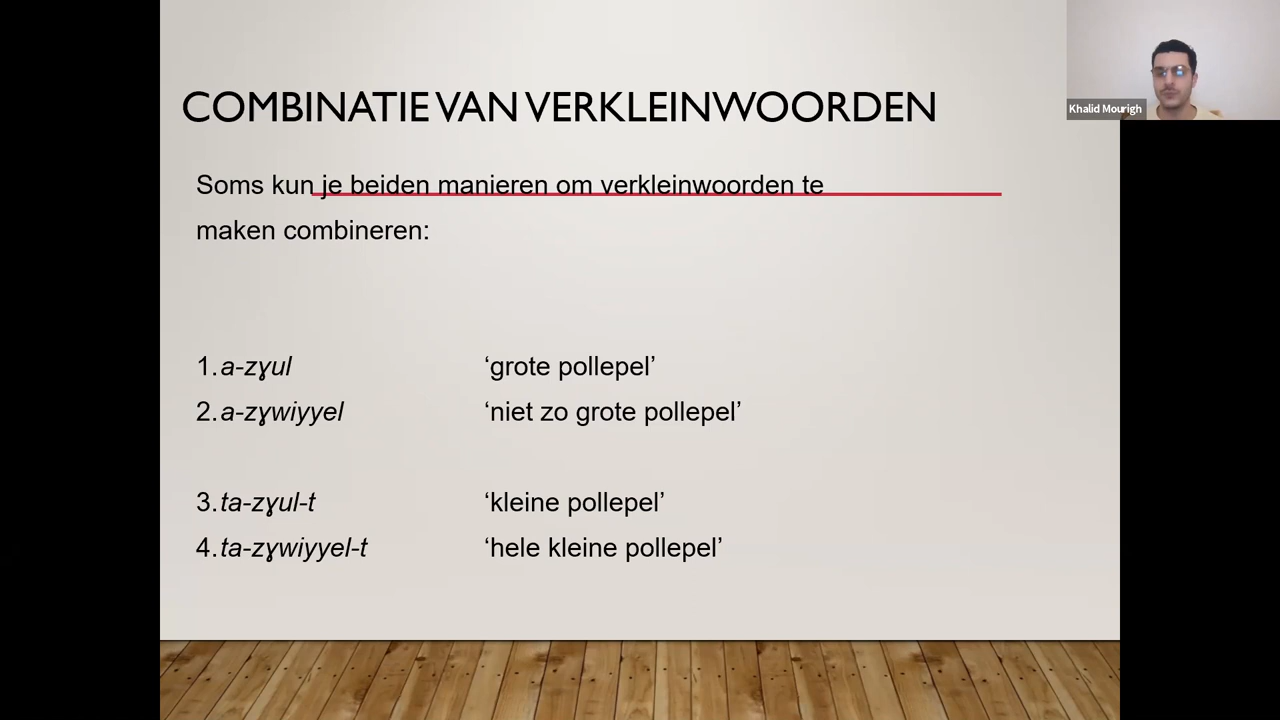 COMBINATIE VAN VERKLEINWOORDEN
Khalid Mourigh
Soms kun je beiden manieren om verkleinwoorden te
maken combineren:
1. a-zɣul ‘grote pollepel’
2. a-zɣwiyyel ‘niet zo grote pollepel’
3. ta-zɣul-t ‘kleine pollepel’
4. ta-zɣwiyyel-t ‘hele kleine pollepel’